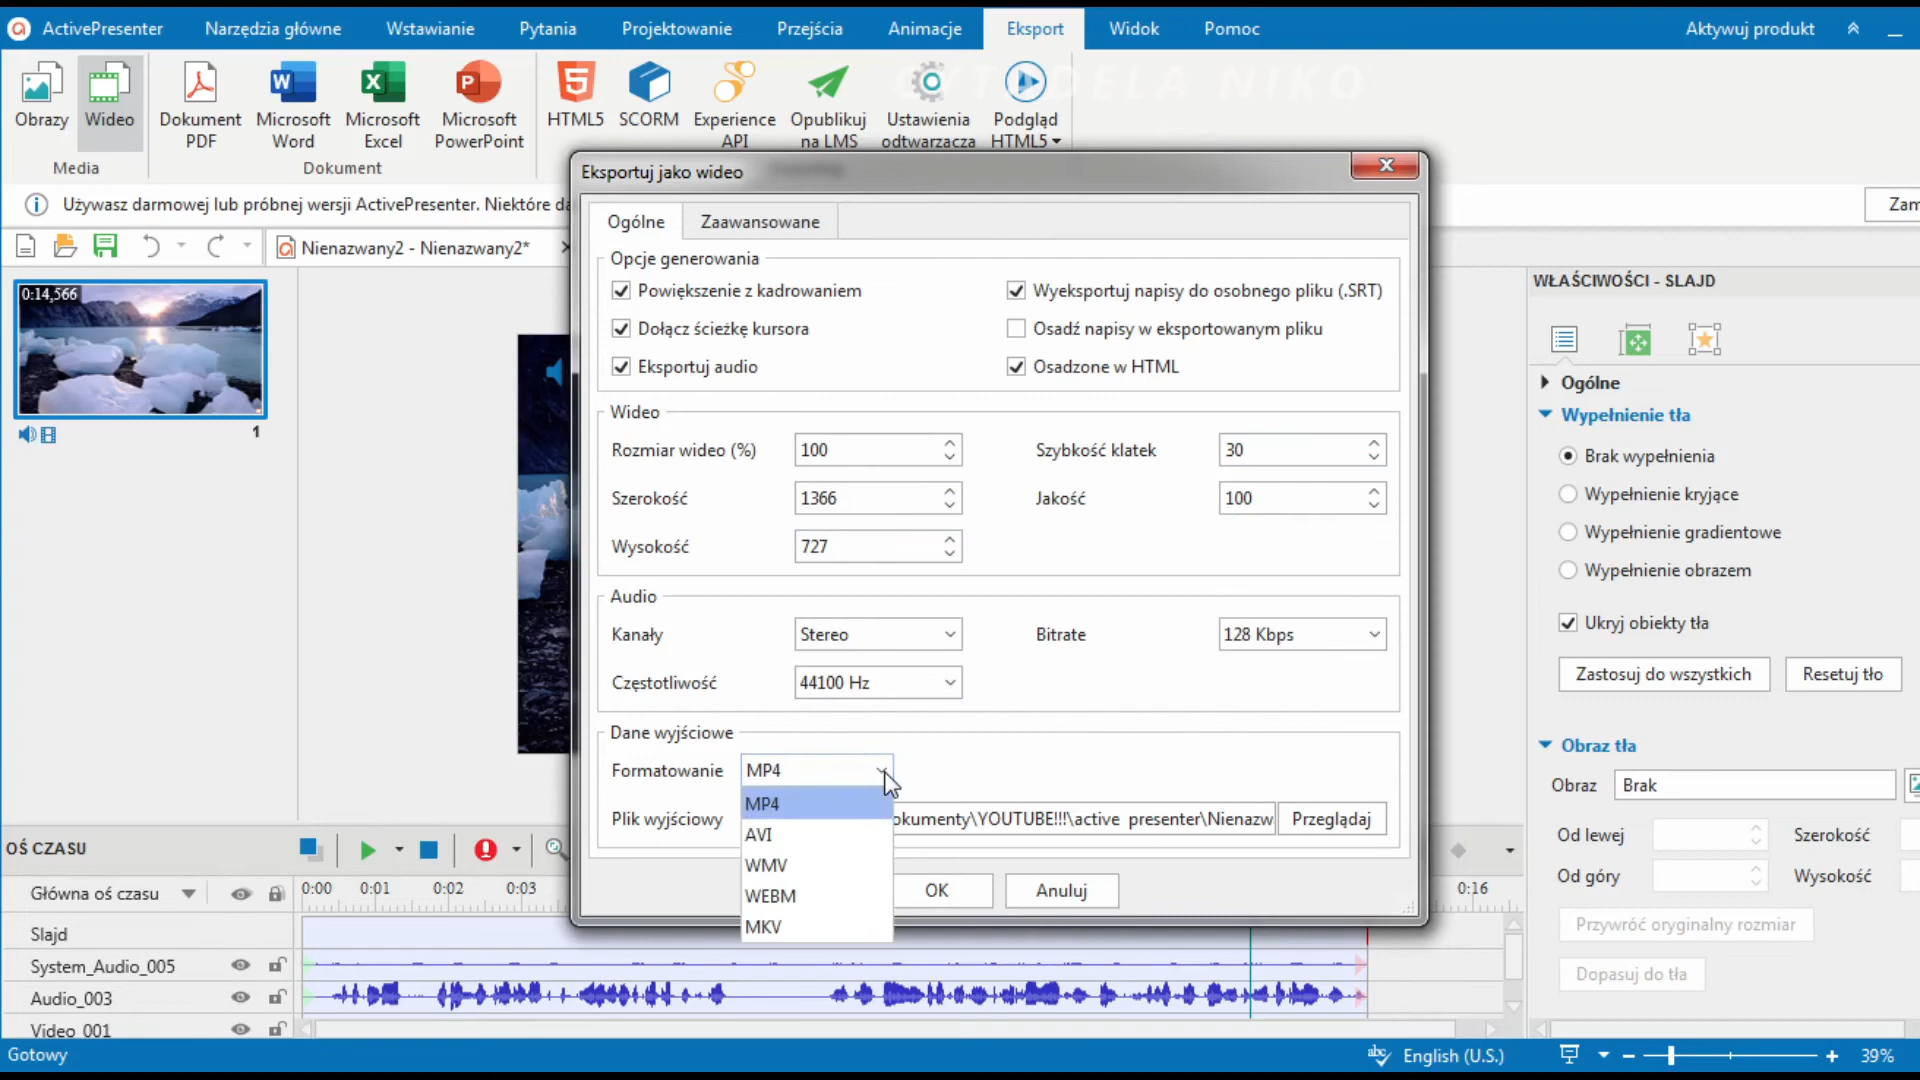 ActivePresenter Narzędzia główne Wstawianie Pytania Projektowanie Przejścia Animacje Eksport Widok Pomoc Aktywuj produkt
CYTADELA NIKO
Obrazy Wideo Dokument PDF Microsoft Word Microsoft Excel Microsoft PowerPoint HTML5 SCORM Experience API Opublikuj na LMS Ustawienia odtwarzacza Podgląd HTML5
Media Dokument
Używasz darmowej lub próbnej wersji ActivePresenter. Niektóre
Nienazwany2 - Nienazwany2*
0:14,566
1
Eksportuj jako wideo
Ogólne Zaawansowane
Opcje generowania
Powiększenie z kadrowaniem Wyeksportuj napisy do osobnego pliku (.SRT)
Dołącz ścieżkę kursora Osadź napisy w eksportowanym pliku
Eksportuj audio Osadzone w HTML
Wideo
Rozmiar wideo (%) 100 Szybkość klatek 30
Szerokość 1366 Jakość 100
Wysokość 727
Audio
Kanały Stereo Bitrate 128 Kbps
Częstotliwość 44100 Hz
Dane wyjściowe
Formatowanie MP4
MP4
Plik wyjściowy okumenty\YOUTUBE!!!\active presenter\Nienazw Przeglądaj
AVI
WMV
WEBM
MKV
OK Anuluj
WŁAŚCIWOŚCI - SLAJD
Ogólne
Wypełnienie tła
Brak wypełnienia
Wypełnienie kryjące
Wypełnienie gradientowe
Wypełnienie obrazem
Ukryj obiekty tła
Zastosuj do wszystkich Resetuj tło
Obraz tła
Obraz Brak
Od lewej Szerokość
Od góry Wysokość
Przywróć oryginalny rozmiar
Dopasuj do tła
OŚ CZASU
Główna oś czasu 0:00 0:01 0:02 0:03 0:16
Slajd
System_Audio_005
Audio_003
Video_001
Gotowy English (U.S.) 39%